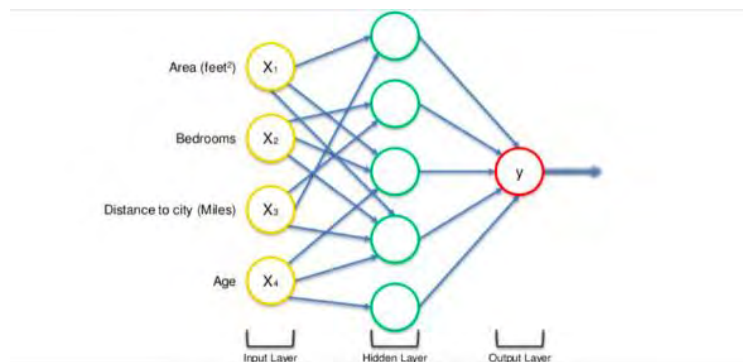 Area (feet²) X₁
Bedrooms X₂
Distance to city (Miles) X₃
Age X₄
y
Input Layer Hidden Layer Output Layer